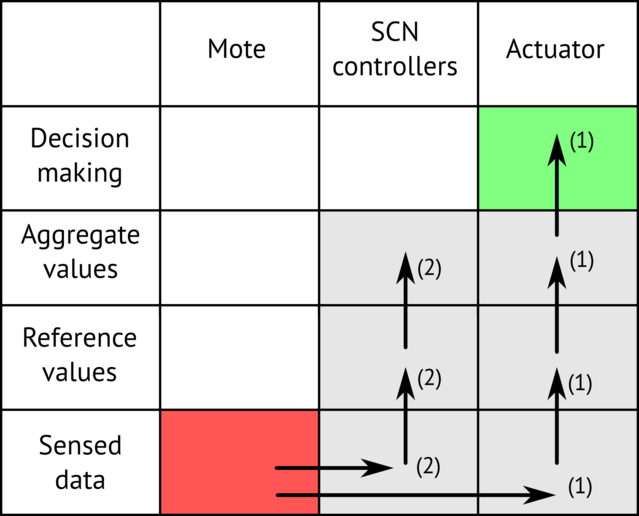 Mote
SCN
controllers
Actuator
Decision
making
(1)
Aggregate
values
(2)
(1)
Reference
values
(2)
(1)
Sensed
data
(2)
(1)